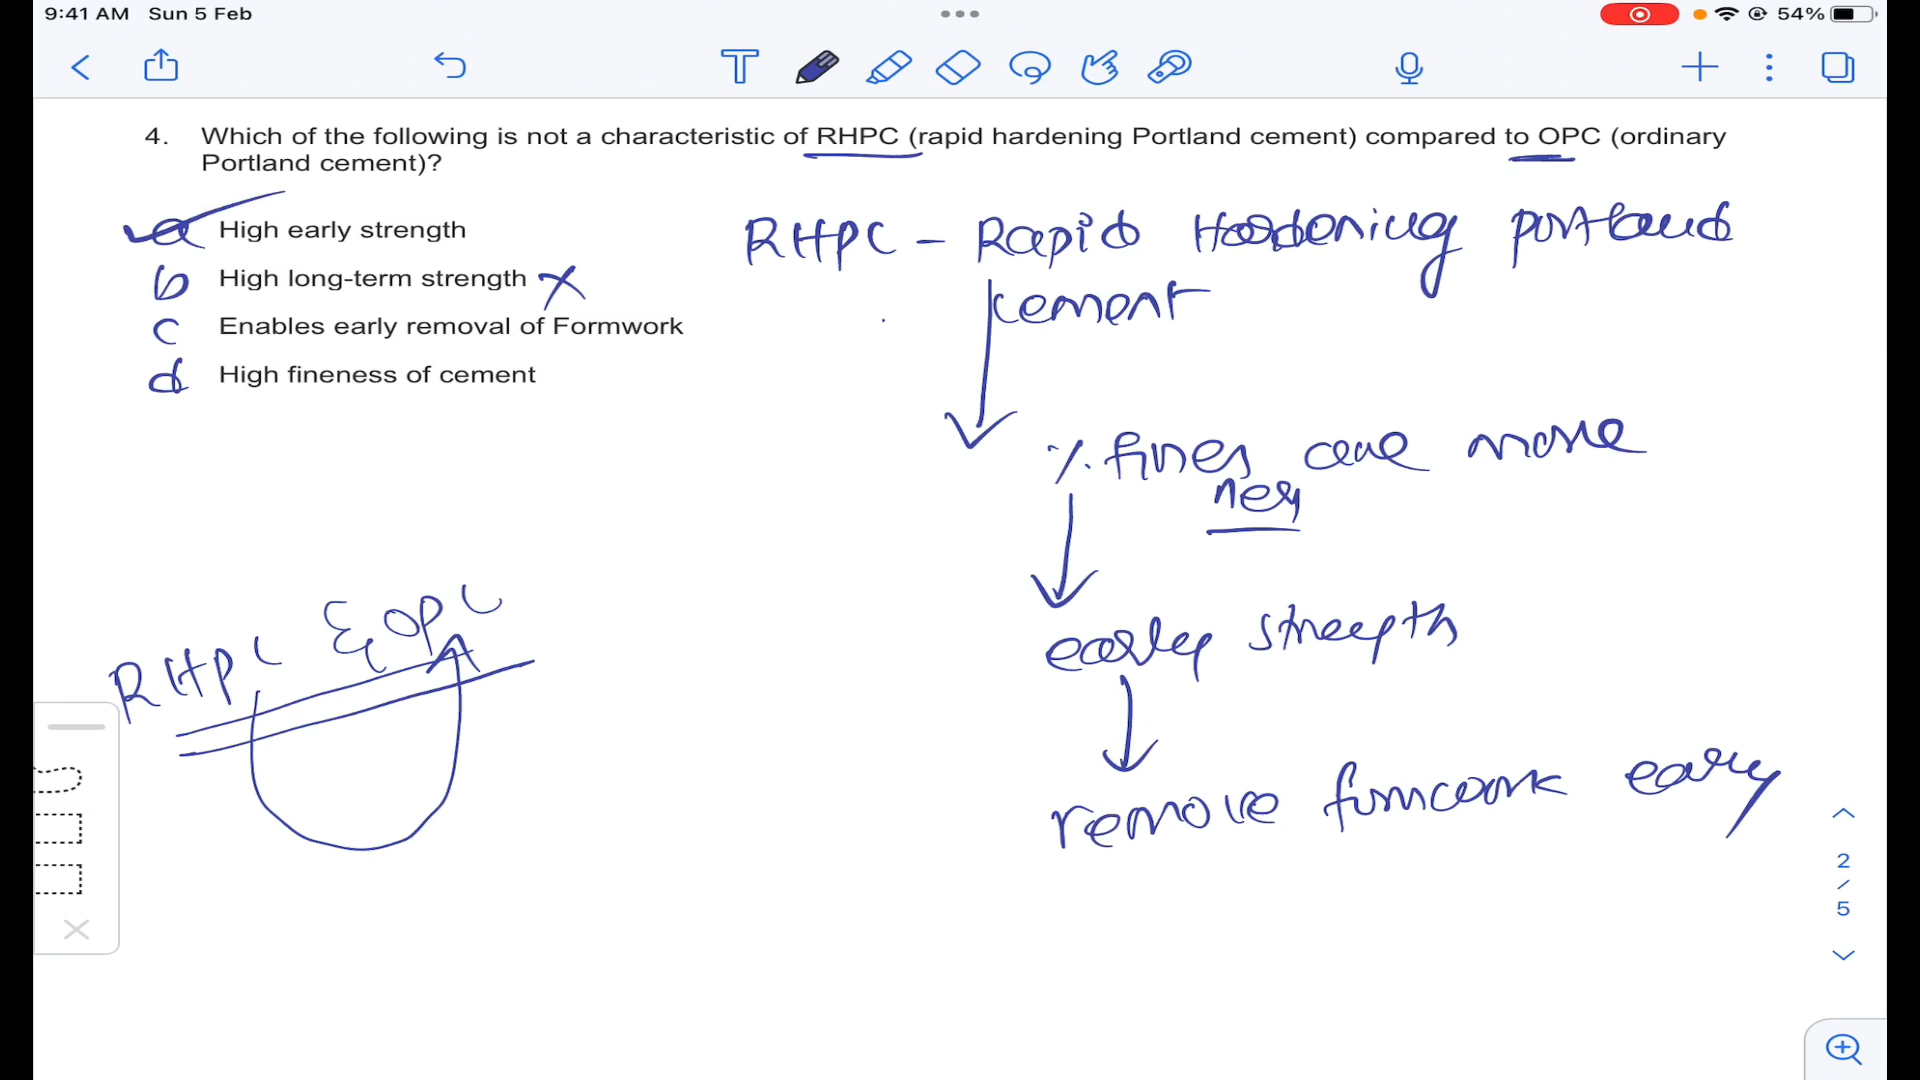 9:41 AM Sun 5 Feb
54%
4. Which of the following is not a characteristic of RHPC (rapid hardening Portland cement) compared to OPC (ordinary
Portland cement)?
a High early strength
b High long-term strength X
c Enables early removal of Formwork
d High fineness of cement
RHPC - Rapid Hardening portland
cement
% fines are more
ness
early strength
remove formwork early
RHPC & OPC
2
/
5